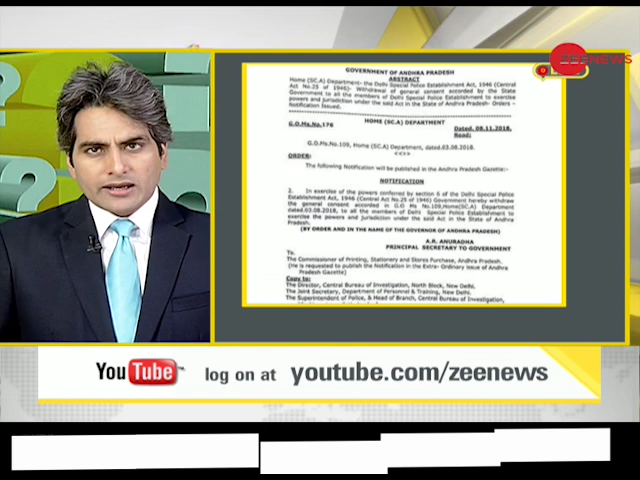 ZEENEWS
GOVERNMENT OF ANDHRA PRADESH
ABSTRACT
Home (SC.A) Department- the Delhi Special Police Establishment Act, 1946 (Central
Act No.25 of 1946)- Withdrawal of general consent accorded by the State
Government to all the members of Delhi Special Police Establishment to exercise
powers and jurisdiction under the said Act in the State of Andhra Pradesh- Orders –
Notification Issued.
HOME (SC.A) DEPARTMENT
G.O.Ms.No.176
Dated. 08.11.2018.
Read:
G.O.Ms.No.109, Home (SC.A) Department, dated.03.08.2018.
<<>>
ORDER:
The following Notification will be published in the Andhra Pradesh Gazette:-
NOTIFICATION
2. In exercise of the powers conferred by section 6 of the Delhi Special Police
Establishment Act, 1946 (Central Act No.25 of 1946) Government hereby withdraw
the general consent accorded in G.O Ms No.109,Home(SC.A) Department
dated.03.08.2018, to all the members of Delhi Special Police Establishment to
exercise the powers and jurisdiction under the said Act in the State of Andhra
Pradesh.
(BY ORDER AND IN THE NAME OF THE GOVERNOR OF ANDHRA PRADESH)
A.R. ANURADHA
PRINCIPAL SECRETARY TO GOVERNMENT
To
The Commissioner of Printing, Stationery and Stores Purchase, Andhra Pradesh.
(He is requested to publish the Notification in the Extra- Ordinary issue of Andhra
Pradesh Gazette)
Copy to:
The Director, Central Bureau of Investigation, North Block, New Delhi.
The Joint Secretary, Department of Personnel & Training, New Delhi.
The Superintendent of Police, & Head of Branch, Central Bureau of Investigation,
YouTube log on at youtube.com/zeenews